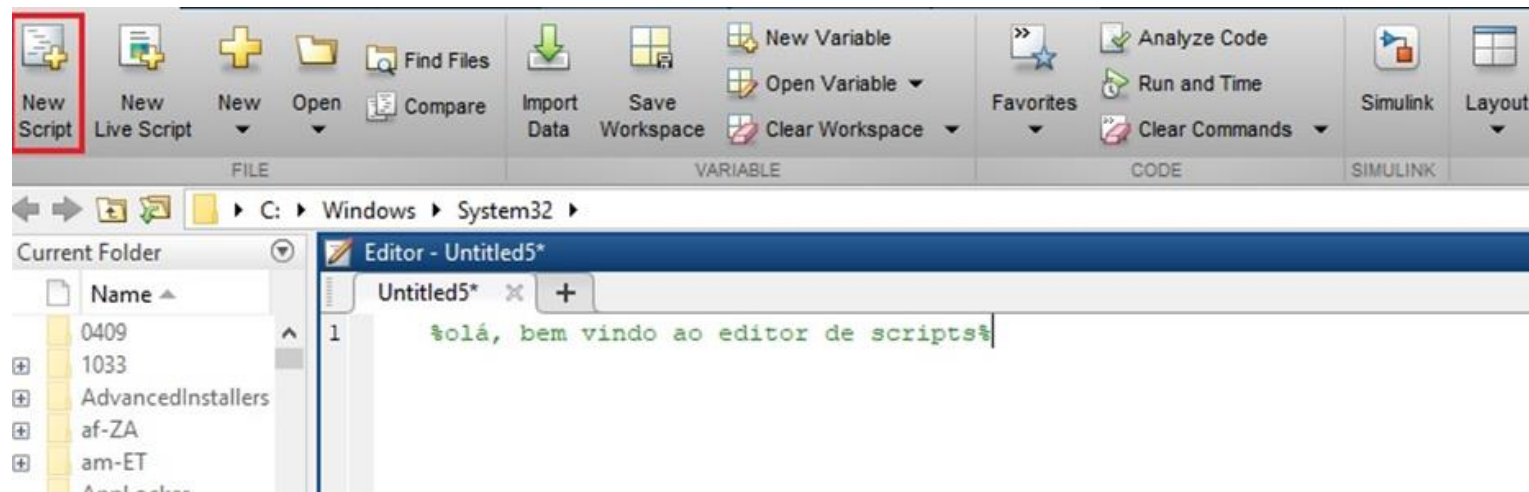 New Script
New Live Script
New
Open
Find Files
Compare
Import Data
Save Workspace
New Variable
Open Variable
Clear Workspace
Favorites
Analyze Code
Run and Time
Clear Commands
Simulink
Layout
FILE
VARIABLE
CODE
SIMULINK
C: Windows System32
Current Folder
Editor - Untitled5*
Name
Untitled5*
+
0409
1033
AdvancedInstallers
af-ZA
am-ET
1 %olá, bem vindo ao editor de scripts%